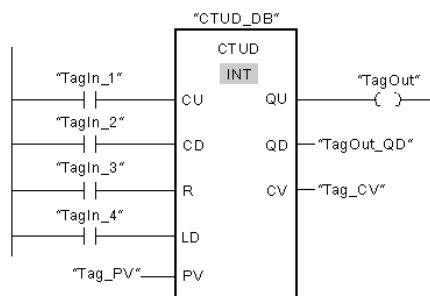 "CTUD_DB"
CTUD
INT
"TagIn_1"
CU
QU
"TagOut"
"TagIn_2"
CD
QD
"TagOut_QD"
"TagIn_3"
R
CV
"Tag_CV"
"TagIn_4"
LD
"Tag_PV"
PV